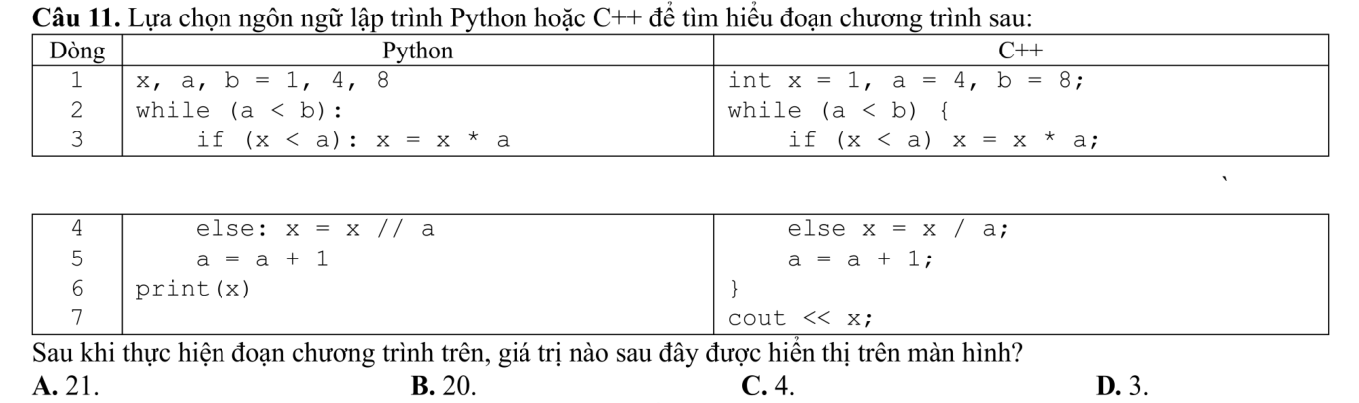 Câu 11. Lựa chọn ngôn ngữ lập trình Python hoặc C++ để tìm hiểu đoạn chương trình sau:
Dòng Python C++
1 x, a, b = 1, 4, 8 int x = 1, a = 4, b = 8;
2 while (a < b): while (a < b) {
3 if (x < a): x = x * a if (x < a) x = x * a;
4 else: x = x // a else x = x / a;
5 a = a + 1 a = a + 1;
6 print(x) }
7 cout << x;
Sau khi thực hiện đoạn chương trình trên, giá trị nào sau đây được hiển thị trên màn hình?
A. 21. B. 20. C. 4. D. 3.